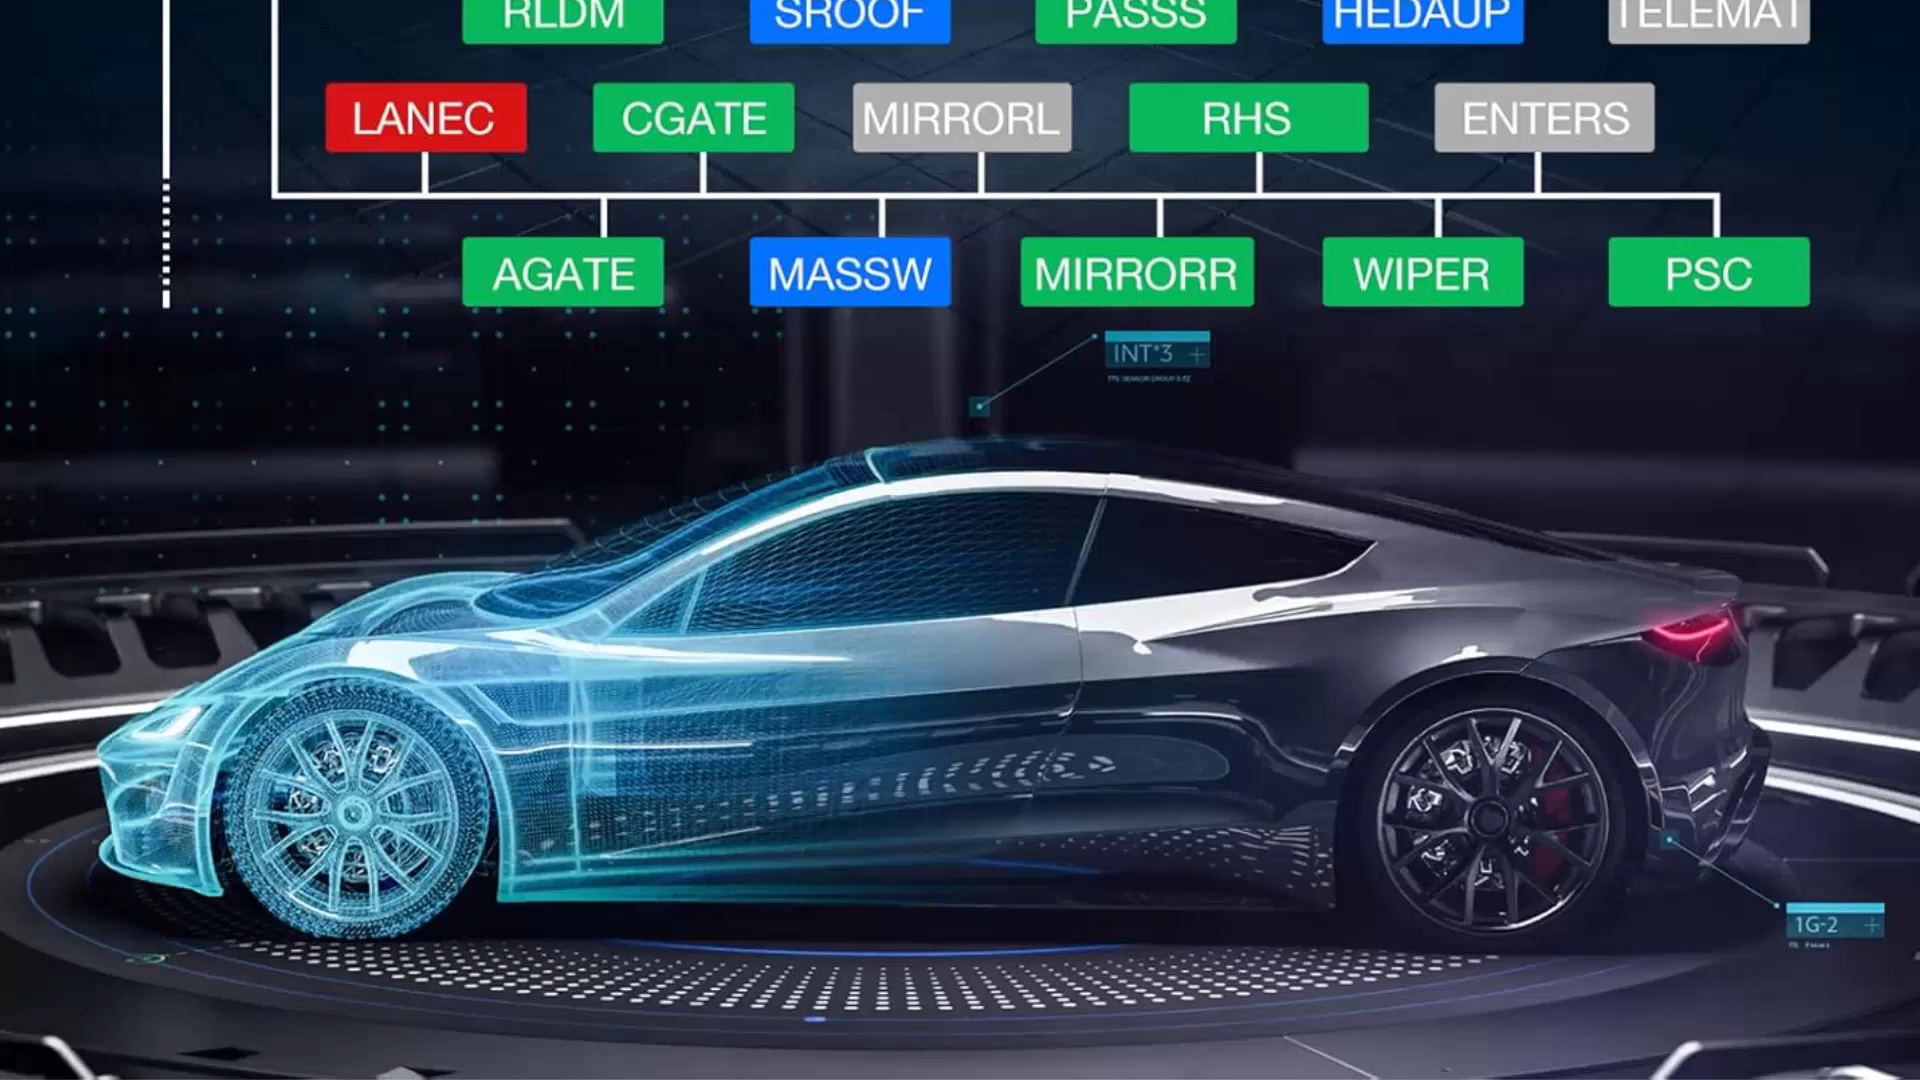 RLDM SROOF PASSS HEDAUP TELEMAT
LANEC CGATE MIRRORL RHS ENTERS
AGATE MASSW MIRRORR WIPER PSC
INT*3 +
1G-2 +